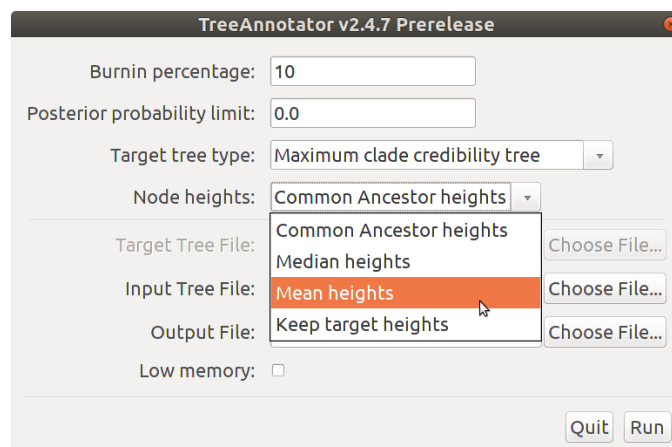 TreeAnnotator v2.4.7 Prerelease
Burnin percentage: 10
Posterior probability limit: 0.0
Target tree type: Maximum clade credibility tree
Node heights: Common Ancestor heights
Common Ancestor heights
Target Tree File: Choose File...
Median heights
Input Tree File: Mean heights Choose File...
Output File: Keep target heights Choose File...
Low memory:
Quit Run